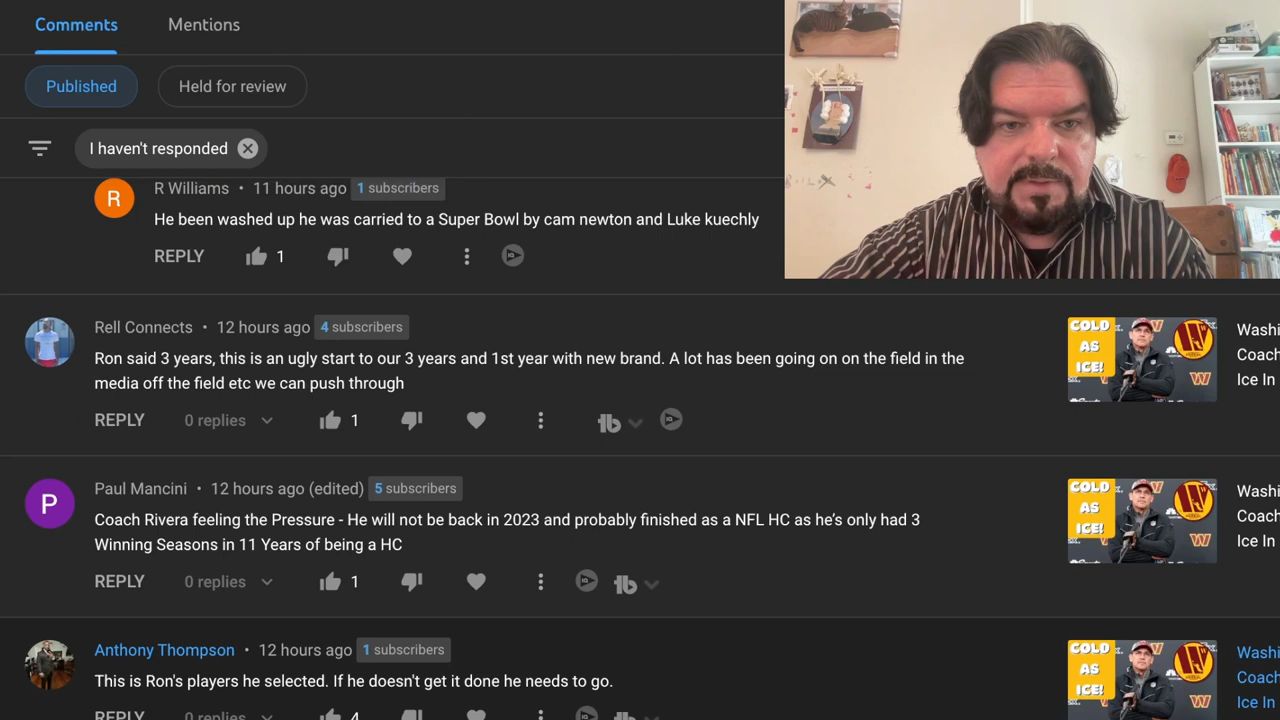 Comments Mentions
Published Held for review
I haven't responded
R Williams • 11 hours ago 1 subscribers
R
He been washed up he was carried to a Super Bowl by cam newton and Luke kuechly
REPLY 1
Rell Connects • 12 hours ago 4 subscribers
Ron said 3 years, this is an ugly start to our 3 years and 1st year with new brand. A lot has been going on on the field in the
media off the field etc we can push through
REPLY 0 replies 1
COLD
AS
ICE!
W
Washi
Coach
Ice In
Paul Mancini • 12 hours ago (edited) 5 subscribers
P
Coach Rivera feeling the Pressure - He will not be back in 2023 and probably finished as a NFL HC as he's only had 3
Winning Seasons in 11 Years of being a HC
REPLY 0 replies 1
COLD
AS
ICE!
W
Washi
Coach
Ice In
Anthony Thompson • 12 hours ago 1 subscribers
This is Ron's players he selected. If he doesn't get it done he needs to go.
REPLY 0 replies 4
COLD
AS
ICE!
W
Washi
Coach
Ice In